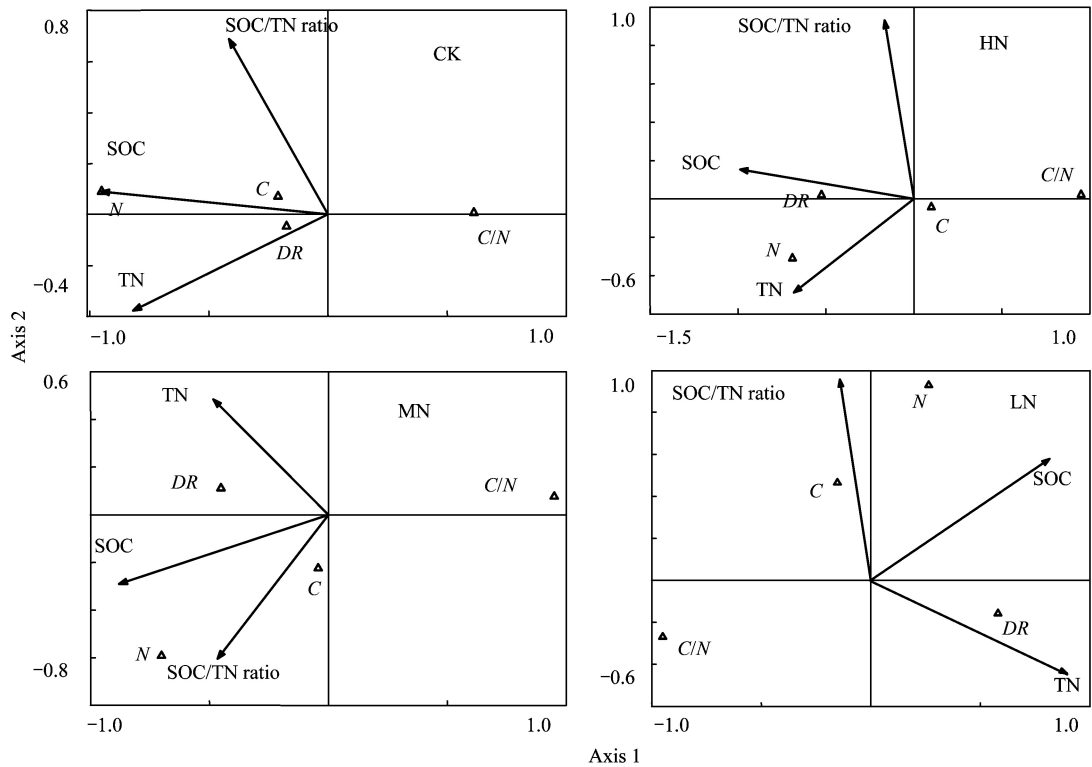 0.8
SOC/TN ratio
CK
SOC
C
N
DR
C/N
TN
−0.4
−1.0
1.0
1.0
SOC/TN ratio
HN
SOC
DR
C/N
C
N
TN
−0.6
−1.5
1.0
Axis 2
0.6
TN
MN
DR
C/N
SOC
C
N
SOC/TN ratio
−0.8
−1.0
1.0
1.0
SOC/TN ratio
N
LN
SOC
C
DR
C/N
TN
−0.6
−1.0
1.0
Axis 1